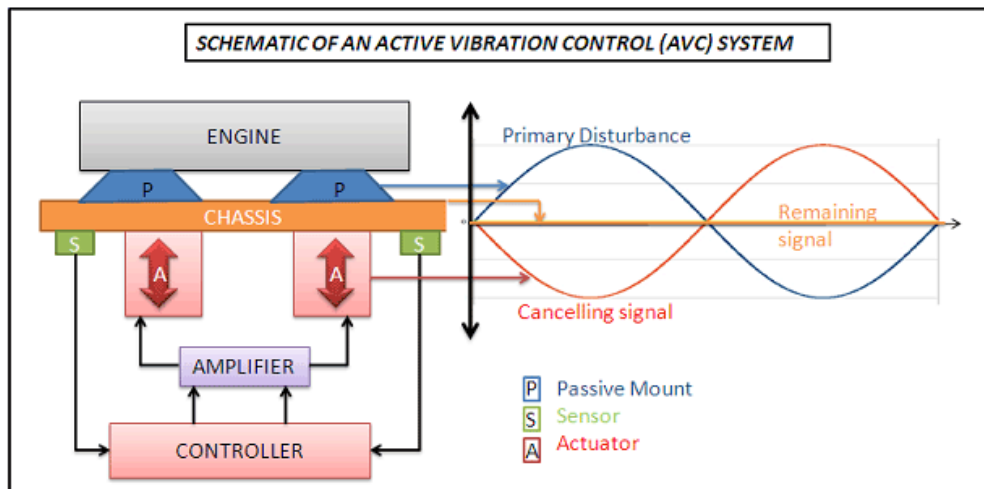 SCHEMATIC OF AN ACTIVE VIBRATION CONTROL (AVC) SYSTEM
ENGINE
P
P
CHASSIS
S
S
A
A
AMPLIFIER
CONTROLLER
Primary Disturbance
0
Remaining
signal
Cancelling signal
P Passive Mount
S Sensor
A Actuator